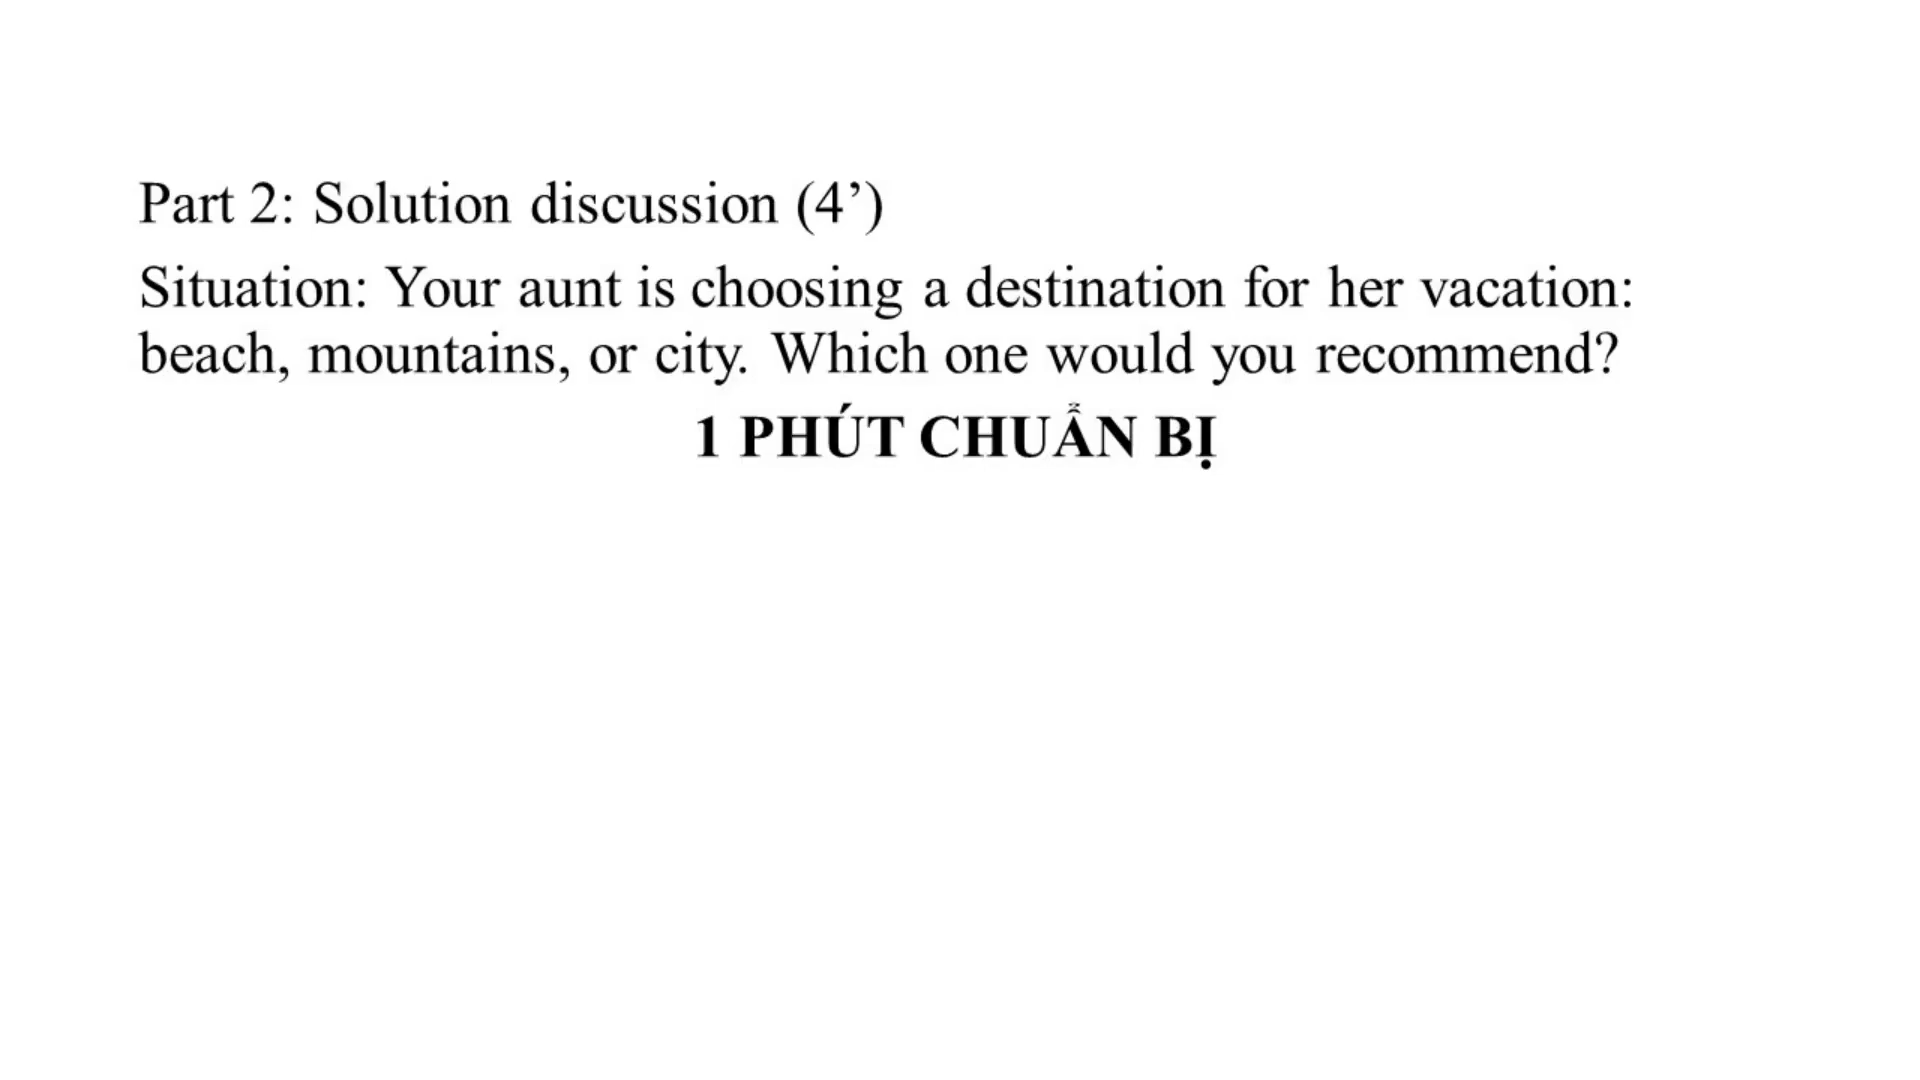 Part 2: Solution discussion (4’)
Situation: Your aunt is choosing a destination for her vacation:
beach, mountains, or city. Which one would you recommend?
1 PHÚT CHUẨN BỊ